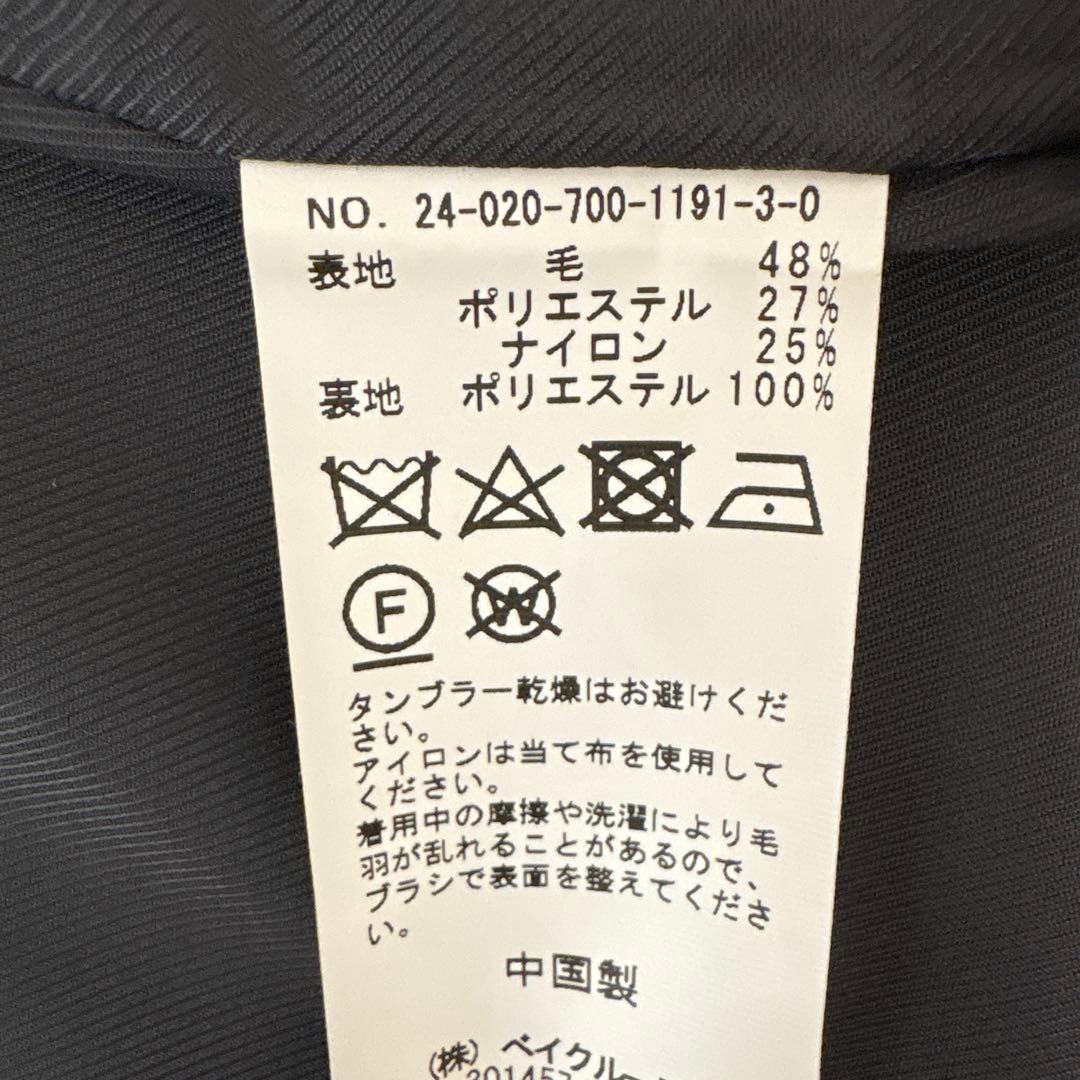 NO. 24-020-700-1191-3-0
表地 毛 48%
ポリエステル 27%
ナイロン 25%
裏地 ポリエステル 100%
F W
タンブラー乾燥はお避けくだ
さい。
アイロンは当て布を使用して
ください。
着用中の摩擦や洗濯により毛
羽が乱れることがあるので、
ブラシで表面を整えてくださ
い。
中国製
(株) ベイクル